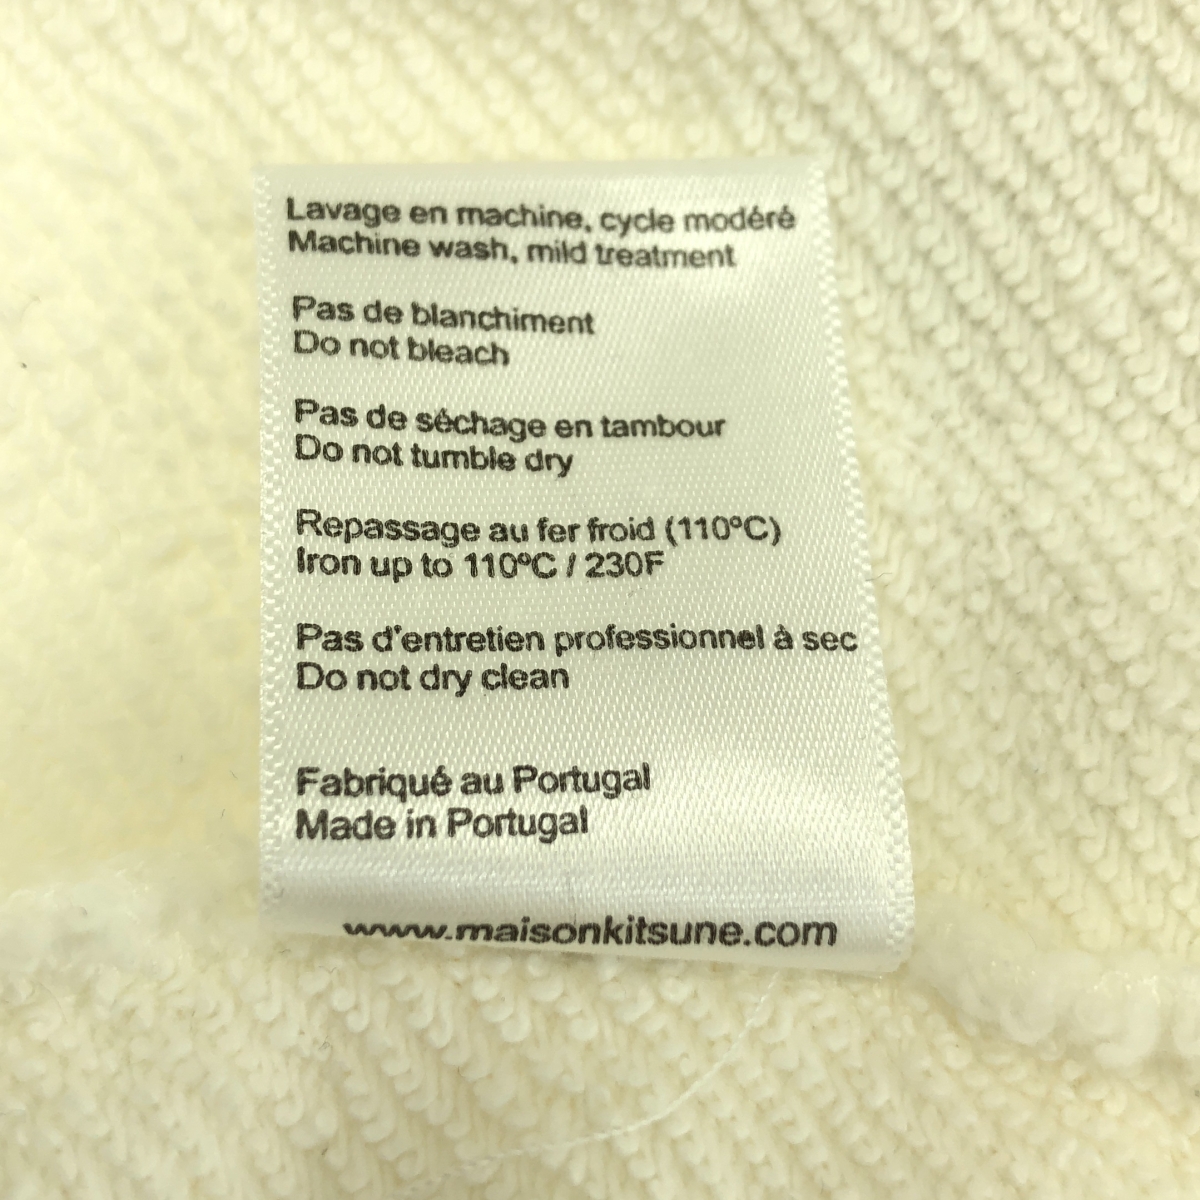 Lavage en machine, cycle modéré
Machine wash, mild treatment
Pas de blanchiment
Do not bleach
Pas de séchage en tambour
Do not tumble dry
Repassage au fer froid (110ºC)
Iron up to 110ºC / 230F
Pas d'entretien professionnel à sec
Do not dry clean
Fabriqué au Portugal
Made in Portugal
www.maisonkitsune.com